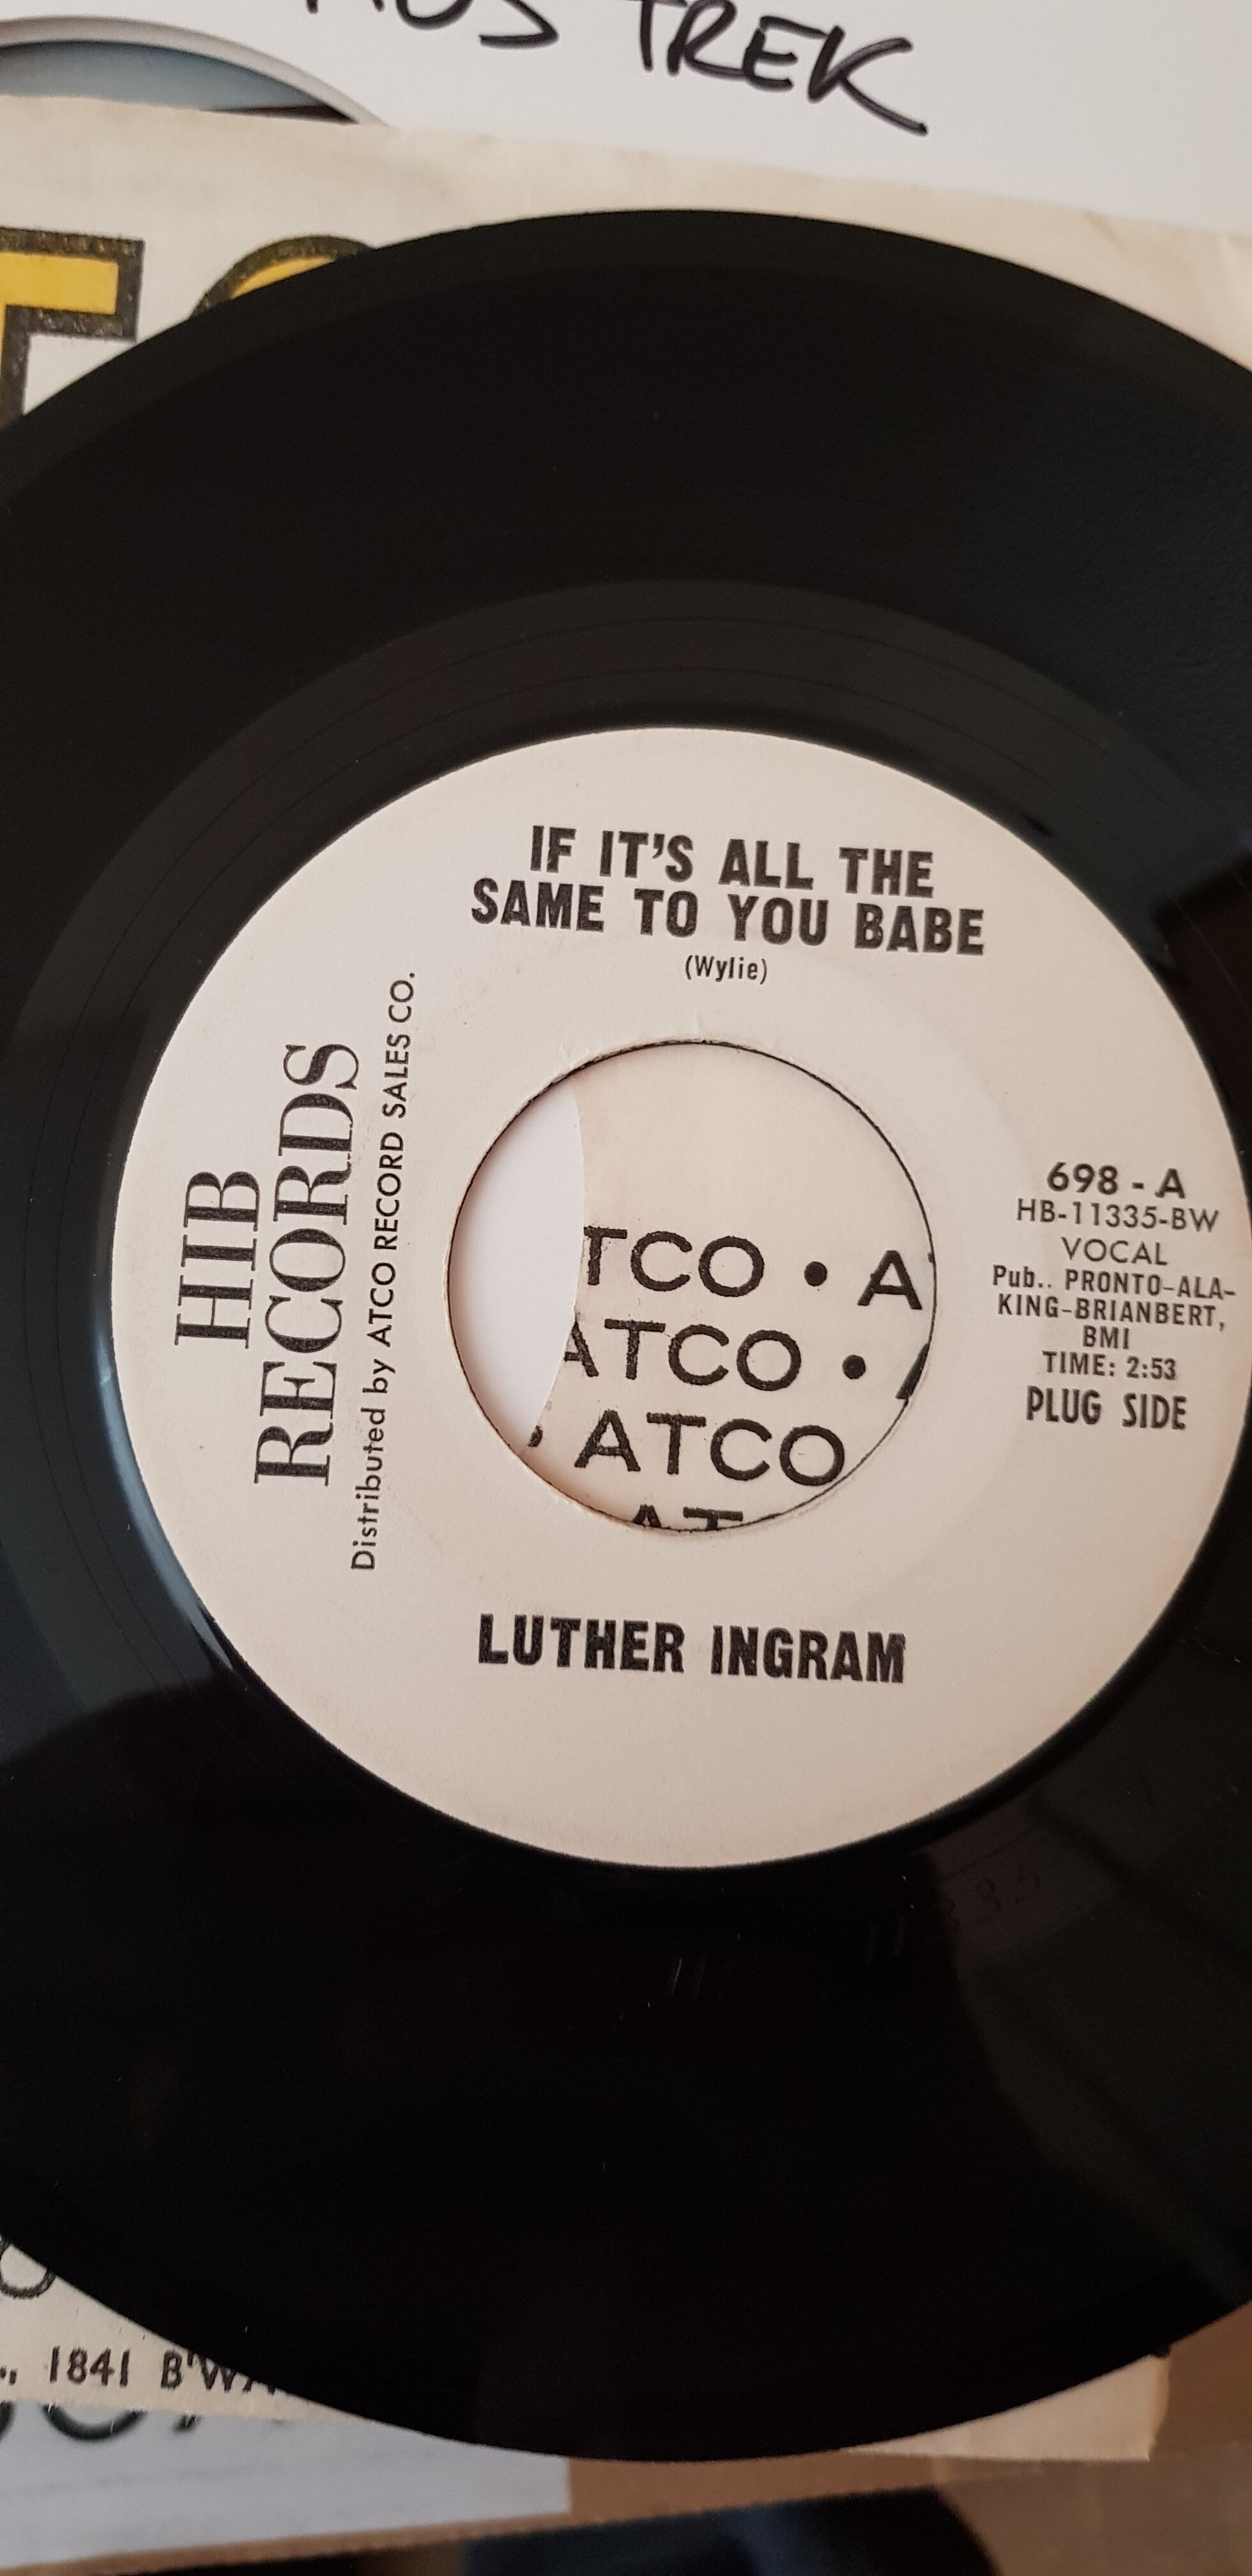 TREK
IF IT'S ALL THE
SAME TO YOU BABE
(Wylie)
HIB
RECORDS
Distributed by ATCO RECORD SALES CO.
698 - A
HB-11335-BW
VOCAL
Pub.. PRONTO-ALA-
KING-BRIANBERT,
BMI
TIME: 2:53
PLUG SIDE
TCO • A
ATCO •
ATCO
AT
LUTHER INGRAM
1841 B'WA